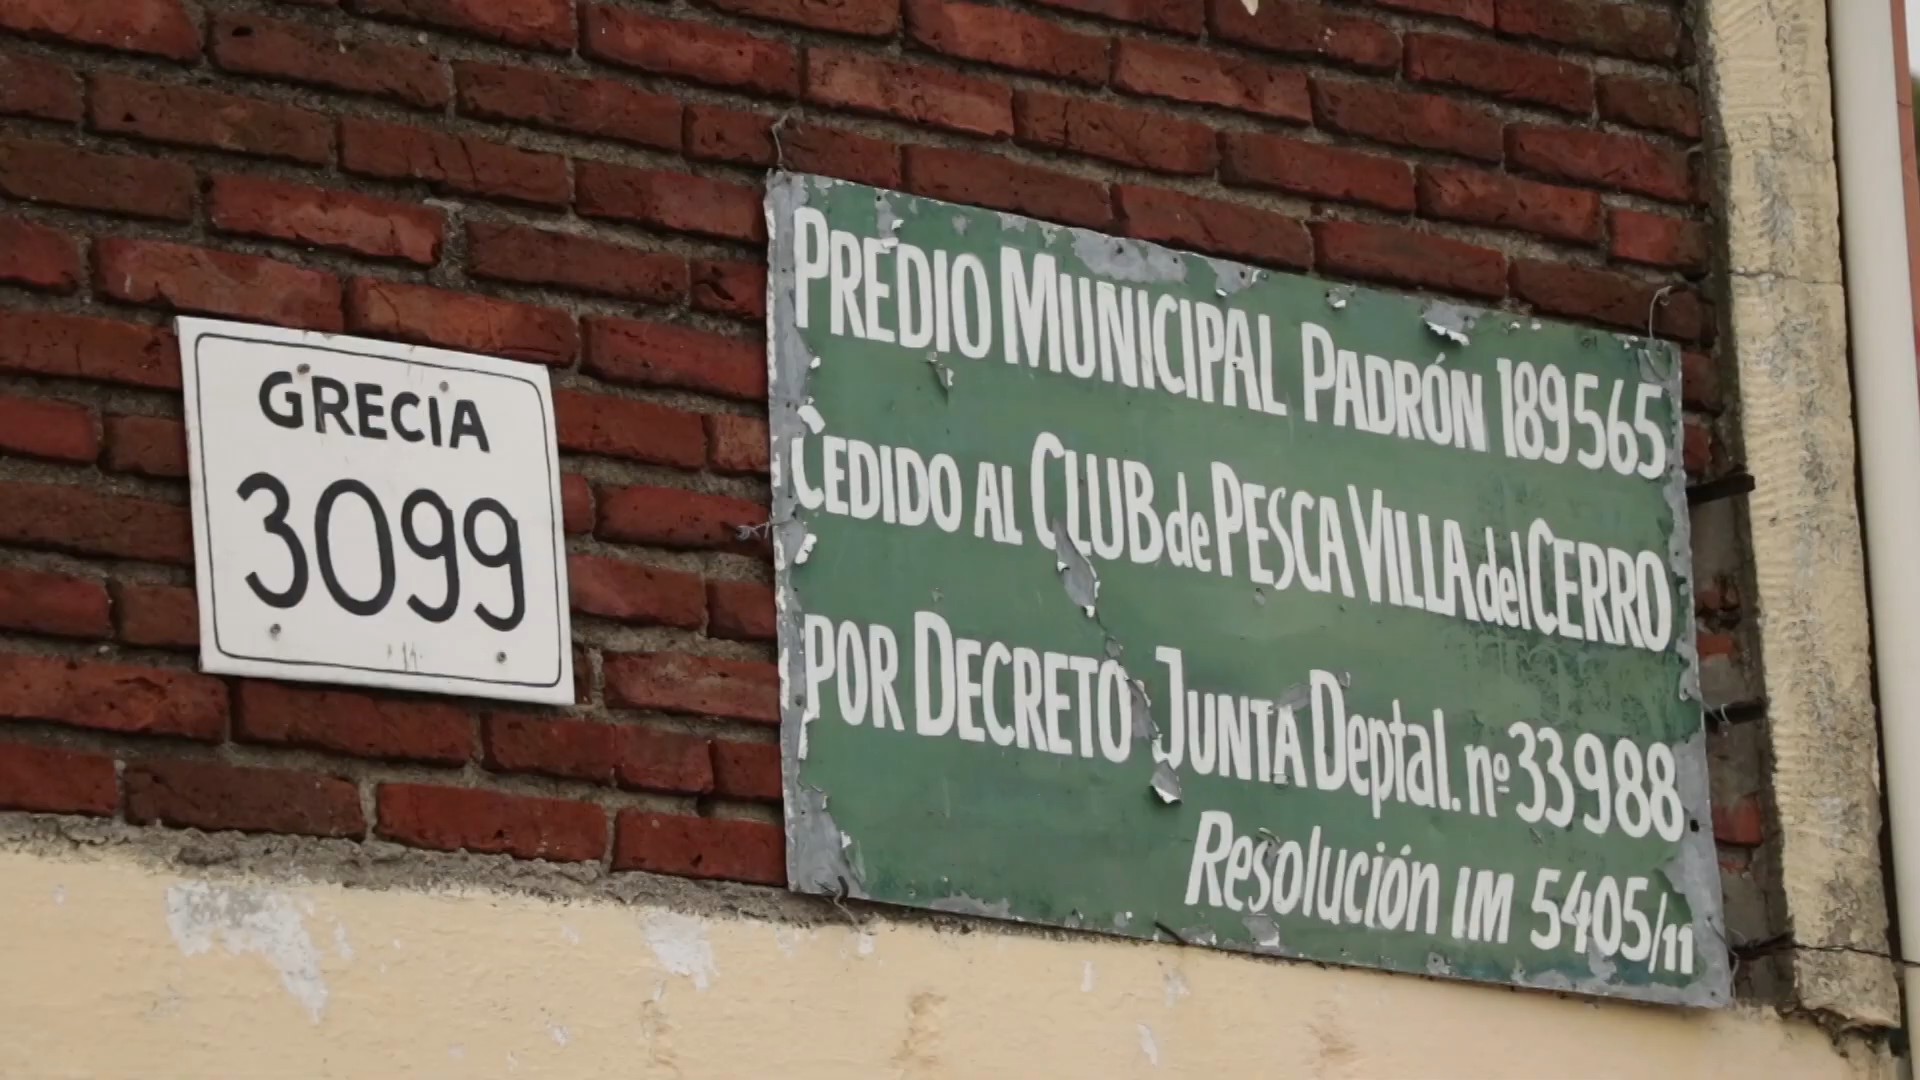 GRECIA
3099
PREDIO MUNICIPAL PADRÓN 189565
CEDIDO AL CLUB de PESCA VILLA del CERRO
POR DECRETO JUNTA Deptal. nº 33988
Resolución IM 5405/11